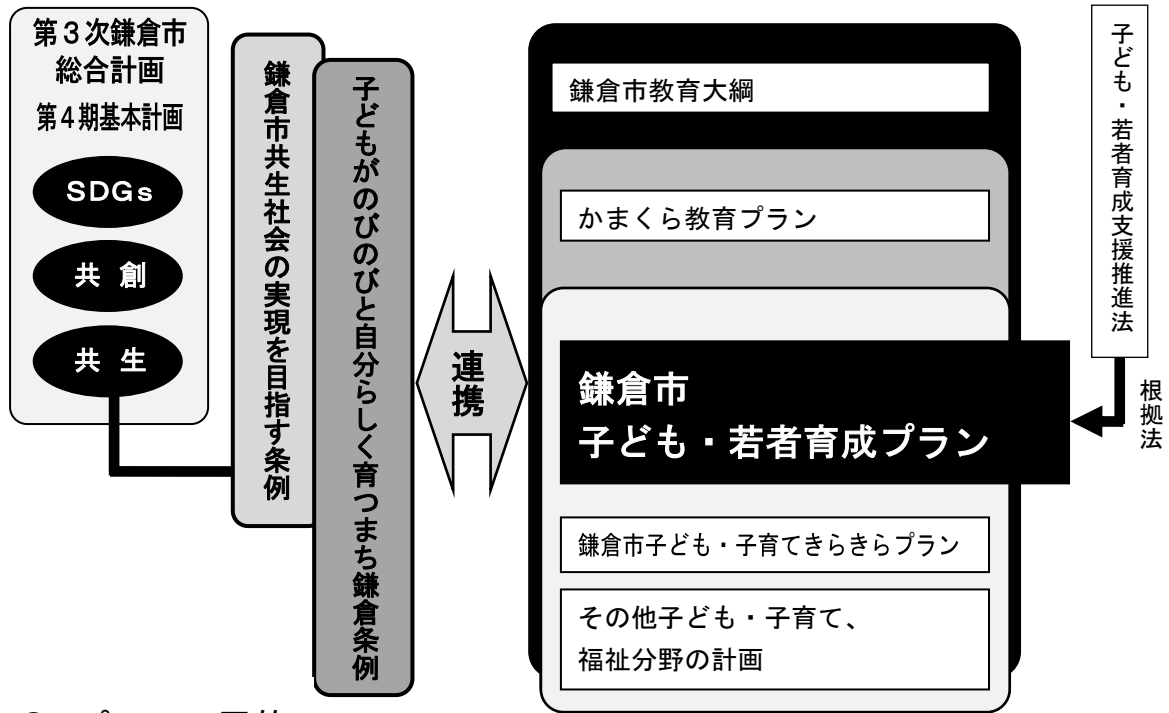 第３次鎌倉市
総合計画
第４期基本計画
ＳＤＧｓ
共 創
共 生
鎌倉市共生社会の実現を目指す条例
子どもがのびのびと自分らしく育つまち鎌倉条例
連携
鎌倉市教育大綱
かまくら教育プラン
鎌倉市
子ども・若者育成プラン
鎌倉市子ども・子育てきらきらプラン
その他子ども・子育て、
福祉分野の計画
子ども・若者育成支援推進法
根拠法